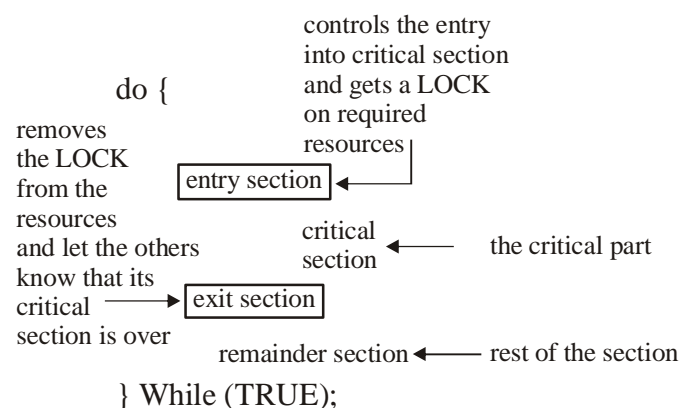 controls the entry
into critical section
and gets a LOCK
on required
resources
do {
removes
the LOCK
from the
resources
and let the others
know that its
critical
section is over
entry section
critical
section
the critical part
exit section
remainder section
rest of the section
} While (TRUE);